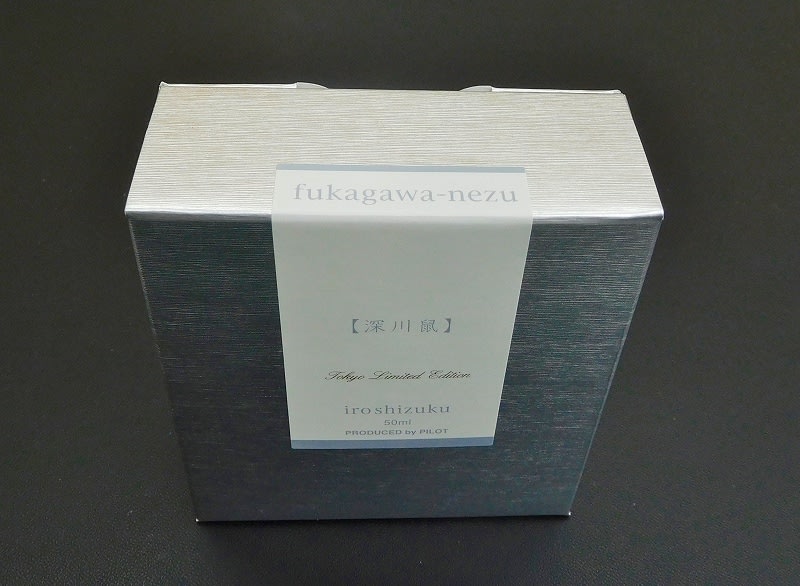 fukagawa-nezu
【深川鼠】
Tokyo Limited Edition
iroshizuku
50ml
PRODUCED by PILOT